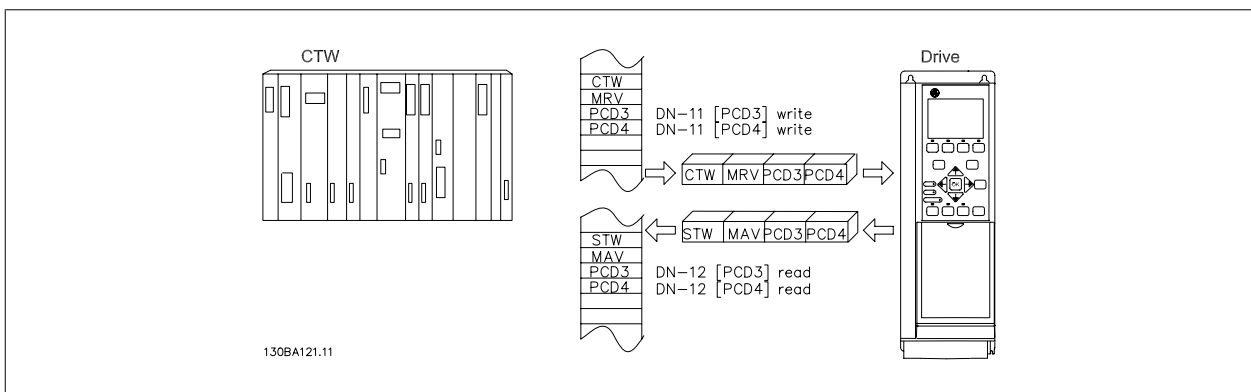 CTW
Drive
CTW
MRV
PCD3 DN-11 [PCD3] write
PCD4 DN-11 [PCD4] write
CTW MRV PCD3 PCD4
STW MAV PCD3 PCD4
STW
MAV
PCD3 DN-12 [PCD3] read
PCD4 DN-12 [PCD4] read
OK
130BA121.11